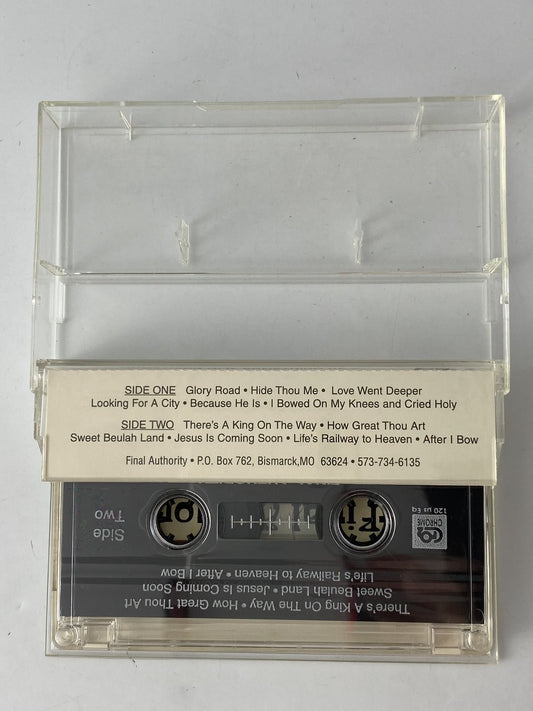 SIDE ONE Glory Road • Hide Thou Me • Love Went Deeper
Looking For A City • Because He Is • I Bowed On My Knees and Cried Holy
SIDE TWO There's A King On The Way • How Great Thou Art
Sweet Beulah Land • Jesus Is Coming Soon • Life's Railway to Heaven • After I Bow
Final Authority • P.O. Box 762, Bismarck,MO 63624 • 573-734-6135
Side
Two
CHROME
120 µs Eq
There's A King On The Way • How Great Thou Art
Sweet Beulah Land • Jesus Is Coming Soon
Life's Railway to Heaven • After I Bow